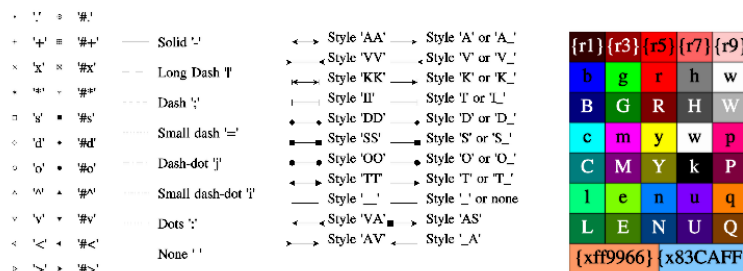 '.' '#.'
'+' '#+'
'x' '#x'
'*' '#*'
's' '#s'
'd' '#d'
'o' '#o'
'^' '#^'
'v' '#v'
'<' '#<'
'>' '#>'
Solid '-'
Long Dash '|'
Dash ';'
Small dash '='
Dash-dot 'j'
Small dash-dot 'i'
Dots ':'
None ' '
Style 'AA' Style 'A' or 'A_'
Style 'VV' Style 'V' or 'V_'
Style 'KK' Style 'K' or 'K_'
Style 'II' Style 'I' or 'I_'
Style 'DD' Style 'D' or 'D_'
Style 'SS' Style 'S' or 'S_'
Style 'OO' Style 'O' or 'O_'
Style 'TT' Style 'T' or 'T_'
Style '__' Style '_' or none
Style 'VA' Style 'AS'
Style 'AV' Style '_A'
{r1} {r3} {r5} {r7} {r9}
b g r h w
B G R H W
c m y w p
C M Y k P
l e n u q
L E N U Q
{xff9966} {x83CAFF}